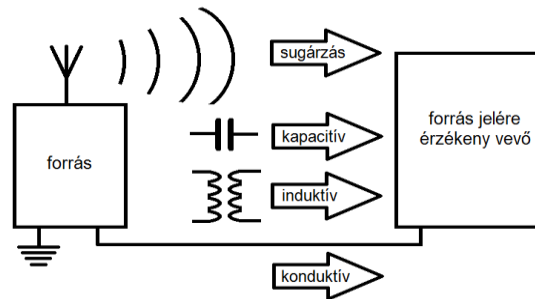 sugárzás
forrás jelére
érzékeny vevő
kapacitív
forrás
induktív
konduktív